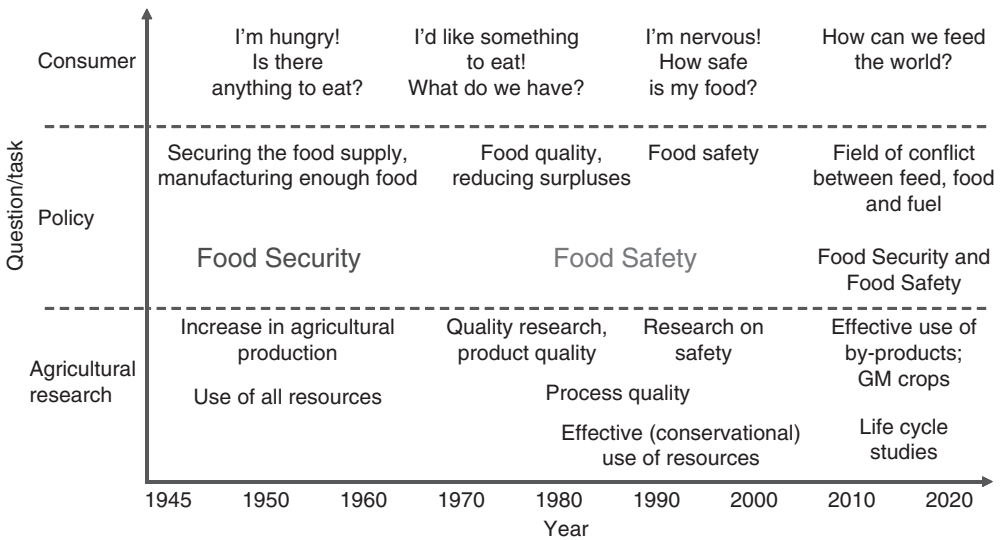 Question/task
Consumer
I'm hungry!
Is there
anything to eat?
I'd like something
to eat!
What do we have?
I'm nervous!
How safe
is my food?
How can we feed
the world?
Policy
Securing the food supply,
manufacturing enough food
Food quality,
reducing surpluses
Food safety
Field of conflict
between feed, food
and fuel
Food Security
Food Safety
Food Security and
Food Safety
Agricultural
research
Increase in agricultural
production
Quality research,
product quality
Research on
safety
Effective use of
by-products;
GM crops
Use of all resources
Process quality
Effective (conservational)
use of resources
Life cycle
studies
1945 1950 1960 1970 1980 1990 2000 2010 2020
Year